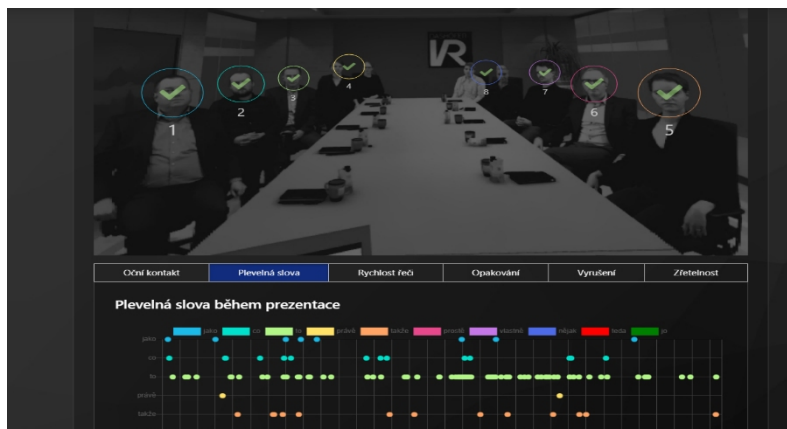 VR
1
2
3
4
8
7
6
5
Oční kontakt
Plevelná slova
Rychlost řeči
Opakování
Vyrušení
Zřetelnost
Plevelná slova během prezentace
jako co to právě takže prostě vlastně nějak teda jo
jako
co
to
právě
takže